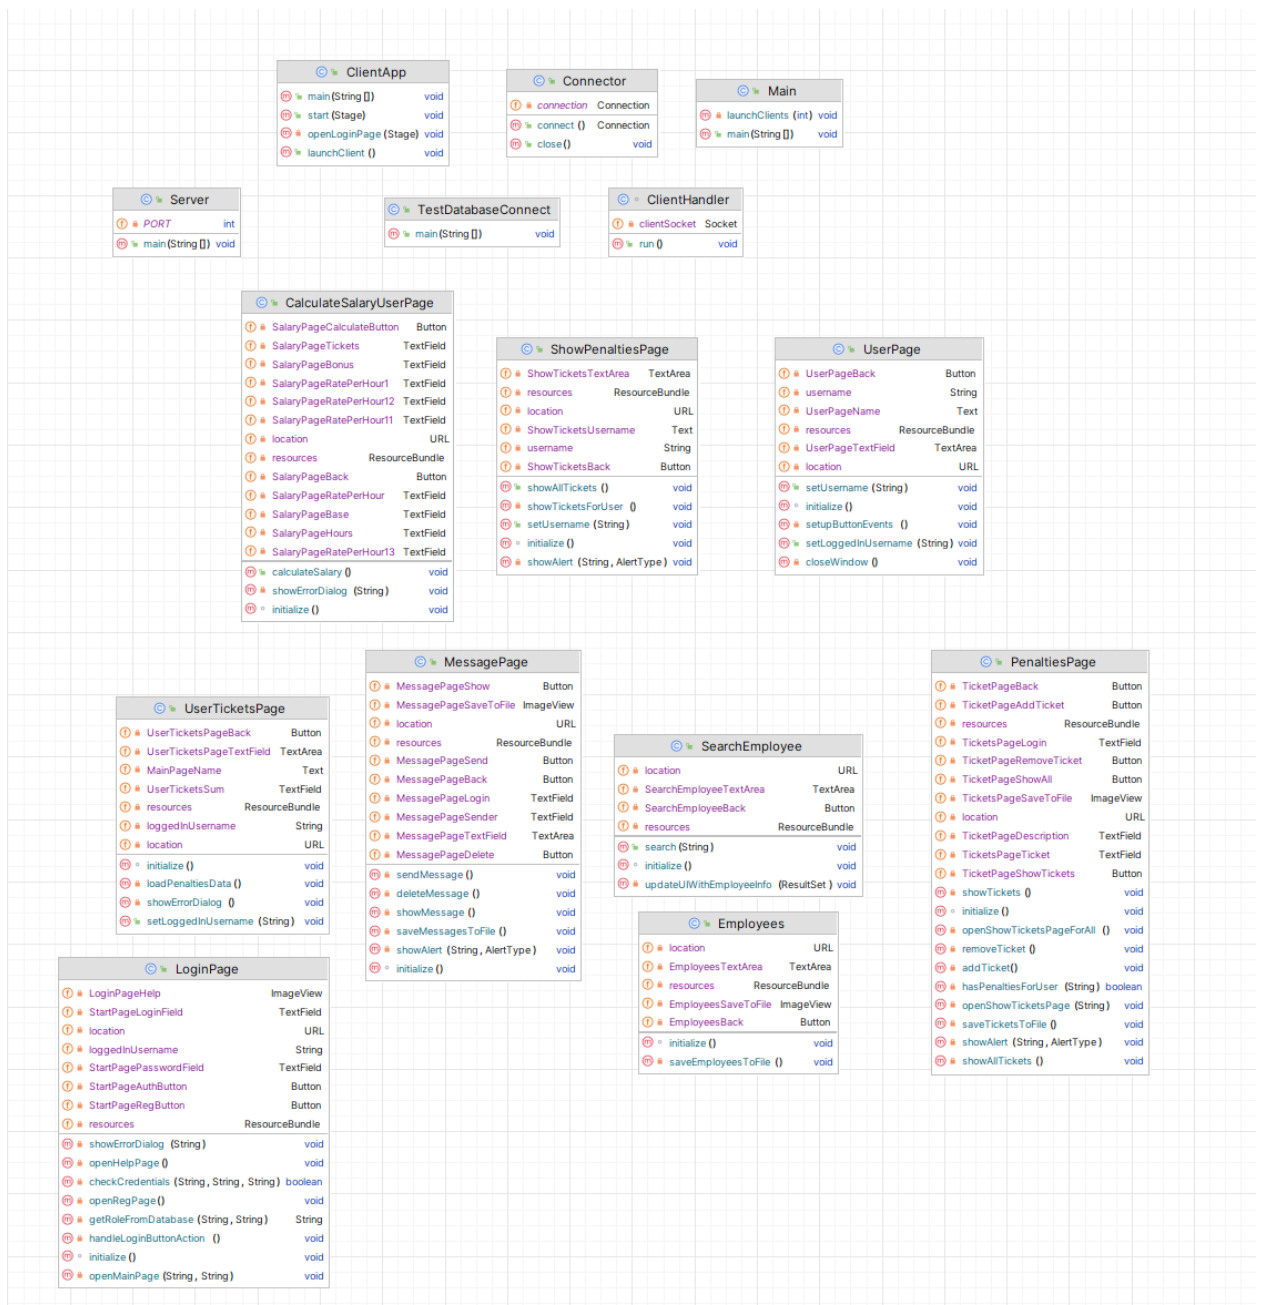 ClientApp
main(String[]) void
start(Stage) void
openLoginPage(Stage) void
launchClient() void
Connector
connection Connection
connect() Connection
close() void
Main
launchClients(int) void
main(String[]) void
Server
PORT int
main(String[]) void
TestDatabaseConnect
main(String[]) void
ClientHandler
clientSocket Socket
run() void
CalculateSalaryUserPage
SalaryPageCalculateButton Button
SalaryPageTickets TextField
SalaryPageBonus TextField
SalaryPageRatePerHour1 TextField
SalaryPageRatePerHour12 TextField
SalaryPageRatePerHour11 TextField
location URL
resources ResourceBundle
SalaryPageBack Button
SalaryPageRatePerHour TextField
SalaryPageBase TextField
SalaryPageHours TextField
SalaryPageRatePerHour13 TextField
calculateSalary() void
showErrorDialog (String) void
initialize() void
ShowPenaltiesPage
ShowTicketsTextArea TextArea
resources ResourceBundle
location URL
ShowTicketsUsername Text
username String
ShowTicketsBack Button
showAllTickets() void
showTicketsForUser () void
setUsername (String) void
initialize() void
showAlert (String, AlertType) void
UserPage
UserPageBack Button
username String
UserPageName Text
resources ResourceBundle
UserPageTextField TextArea
location URL
setUsername (String) void
initialize() void
setupButtonEvents () void
setLoggedInUsername (String) void
closeWindow() void
MessagePage
MessagePageShow Button
MessagePageSaveToFile ImageView
location URL
resources ResourceBundle
MessagePageSend Button
MessagePageBack Button
MessagePageLogin TextField
MessagePageSender TextField
MessagePageTextField TextArea
MessagePageDelete Button
sendMessage() void
deleteMessage() void
showMessage() void
saveMessagesToFile() void
showAlert (String, AlertType) void
initialize() void
PenaltiesPage
TicketPageBack Button
TicketPageAddTicket Button
resources ResourceBundle
TicketsPageLogin TextField
TicketPageRemoveTicket Button
TicketPageShowAll Button
TicketsPageSaveToFile ImageView
location URL
TicketPageDescription TextField
TicketsPageTicket TextField
TicketPageShowTickets Button
showTickets () void
initialize() void
openShowTicketsPageForAll () void
removeTicket() void
addTicket() void
hasPenaltiesForUser (String) boolean
openShowTicketsPage (String) void
saveTicketsToFile() void
showAlert (String, AlertType) void
showAllTickets () void
UserTicketsPage
UserTicketsPageBack Button
UserTicketsPageTextField TextArea
MainPageName Text
UserTicketsSum TextField
resources ResourceBundle
loggedInUsername String
location URL
initialize() void
loadPenaltiesData() void
showErrorDialog () void
setLoggedInUsername (String) void
SearchEmployee
location URL
SearchEmployeeTextArea TextArea
SearchEmployeeBack Button
resources ResourceBundle
search(String) void
initialize() void
updateUIWithEmployeeInfo (ResultSet) void
Employees
location URL
EmployeesTextArea TextArea
resources ResourceBundle
EmployeesSaveToFile ImageView
EmployeesBack Button
initialize() void
saveEmployeesToFile () void
LoginPage
LoginPageHelp ImageView
StartPageLoginField TextField
location URL
loggedInUsername String
StartPagePasswordField TextField
StartPageAuthButton Button
StartPageRegButton Button
resources ResourceBundle
showErrorDialog (String) void
openHelpPage() void
checkCredentials (String, String, String) boolean
openRegPage() void
getRoleFromDatabase (String, String) String
handleLoginButtonAction () void
initialize() void
openMainPage (String, String) void